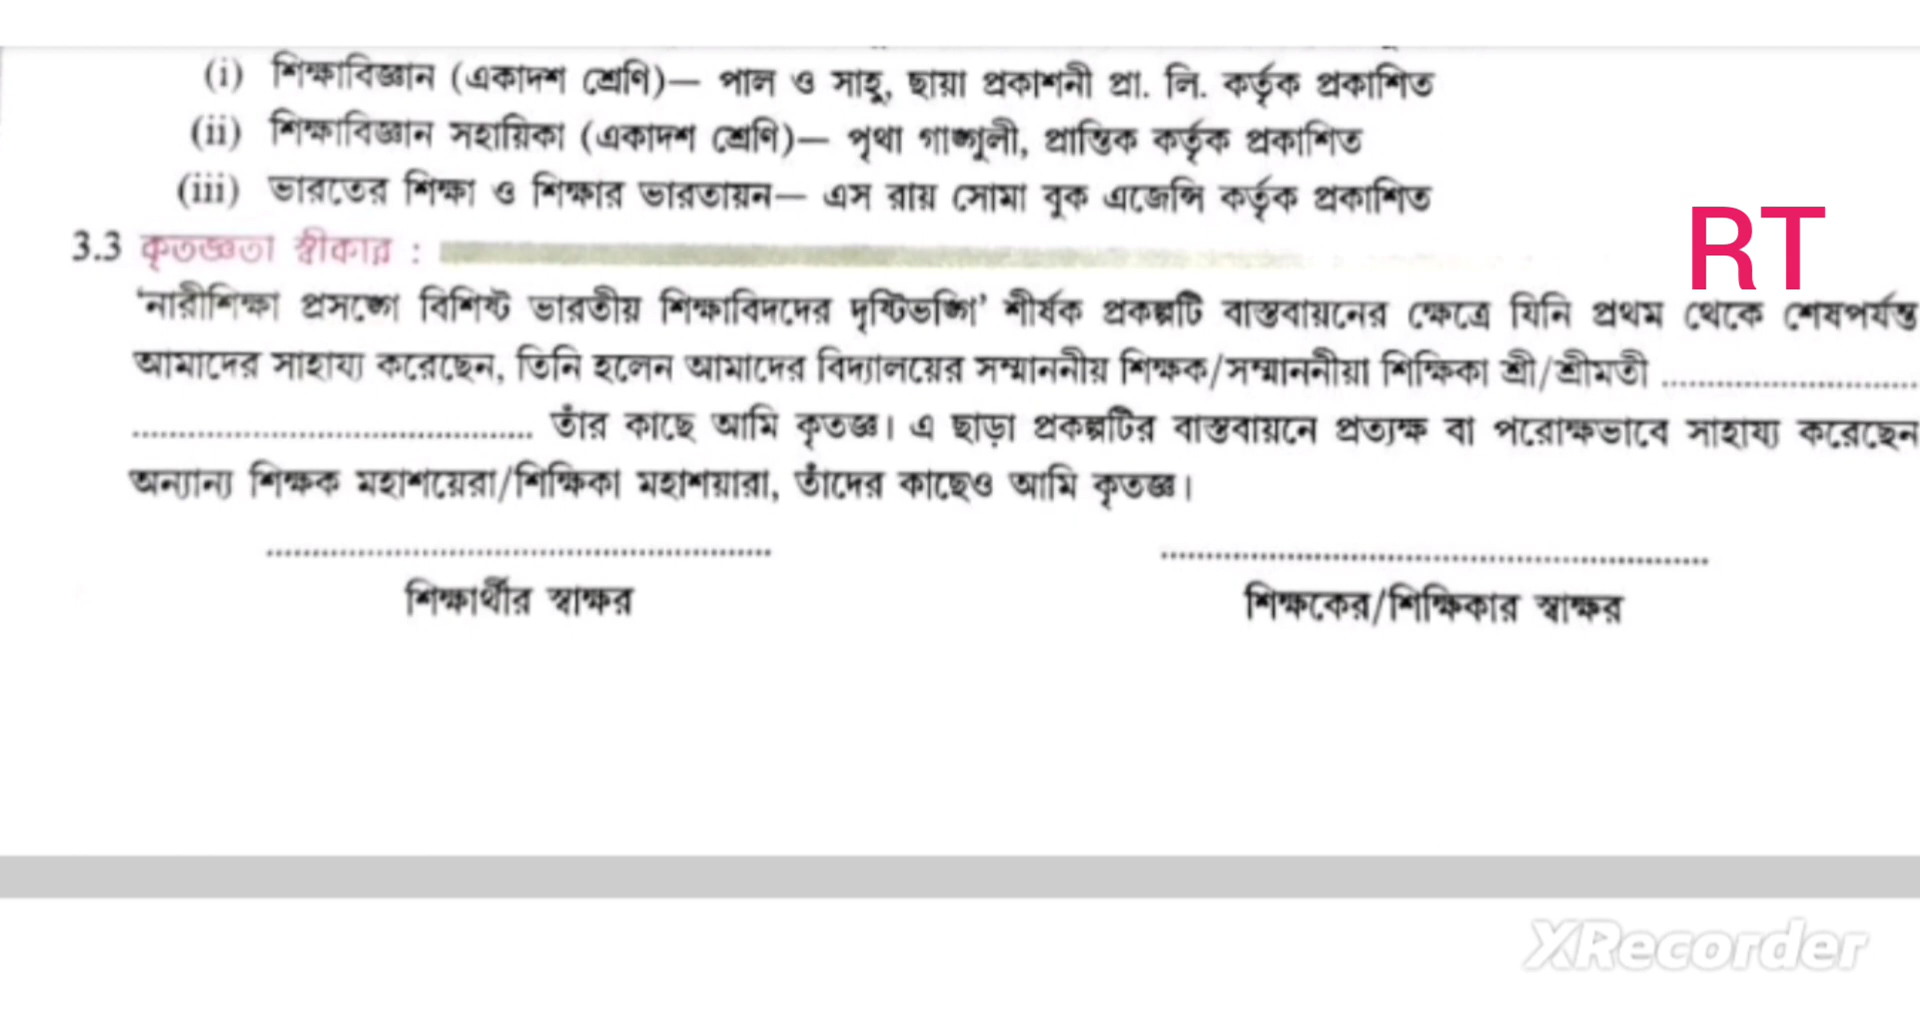 (i) শিক্ষাবিজ্ঞান (একাদশ শ্রেণি)— পাল ও সাহু, ছায়া প্রকাশনী প্রা. লি. কর্তৃক প্রকাশিত
(ii) শিক্ষাবিজ্ঞান সহায়িকা (একাদশ শ্রেণি)— পৃথা গাঙ্গুলী, প্রান্তিক কর্তৃক প্রকাশিত
(iii) ভারতের শিক্ষা ও শিক্ষার ভারতায়ন— এস রায় সোমা বুক এজেন্সি কর্তৃক প্রকাশিত
RT
3.3 কৃতজ্ঞতা স্বীকার :
'নারীশিক্ষা প্রসঙ্গে বিশিষ্ট ভারতীয় শিক্ষাবিদদের দৃষ্টিভঙ্গি' শীর্ষক প্রকল্পটি বাস্তবায়নের ক্ষেত্রে যিনি প্রথম থেকে শেষপর্যন্ত
আমাদের সাহায্য করেছেন, তিনি হলেন আমাদের বিদ্যালয়ের সম্মাননীয় শিক্ষক/সম্মাননীয়া শিক্ষিকা শ্রী/শ্রীমতী ..............................
.............................................. তাঁর কাছে আমি কৃতজ্ঞ। এ ছাড়া প্রকল্পটির বাস্তবায়নে প্রত্যক্ষ বা পরোক্ষভাবে সাহায্য করেছেন
অন্যান্য শিক্ষক মহাশয়েরা/শিক্ষিকা মহাশয়ারা, তাঁদের কাছেও আমি কৃতজ্ঞ।
শিক্ষার্থীর স্বাক্ষর
শিক্ষকের/শিক্ষিকার স্বাক্ষর
XRecorder